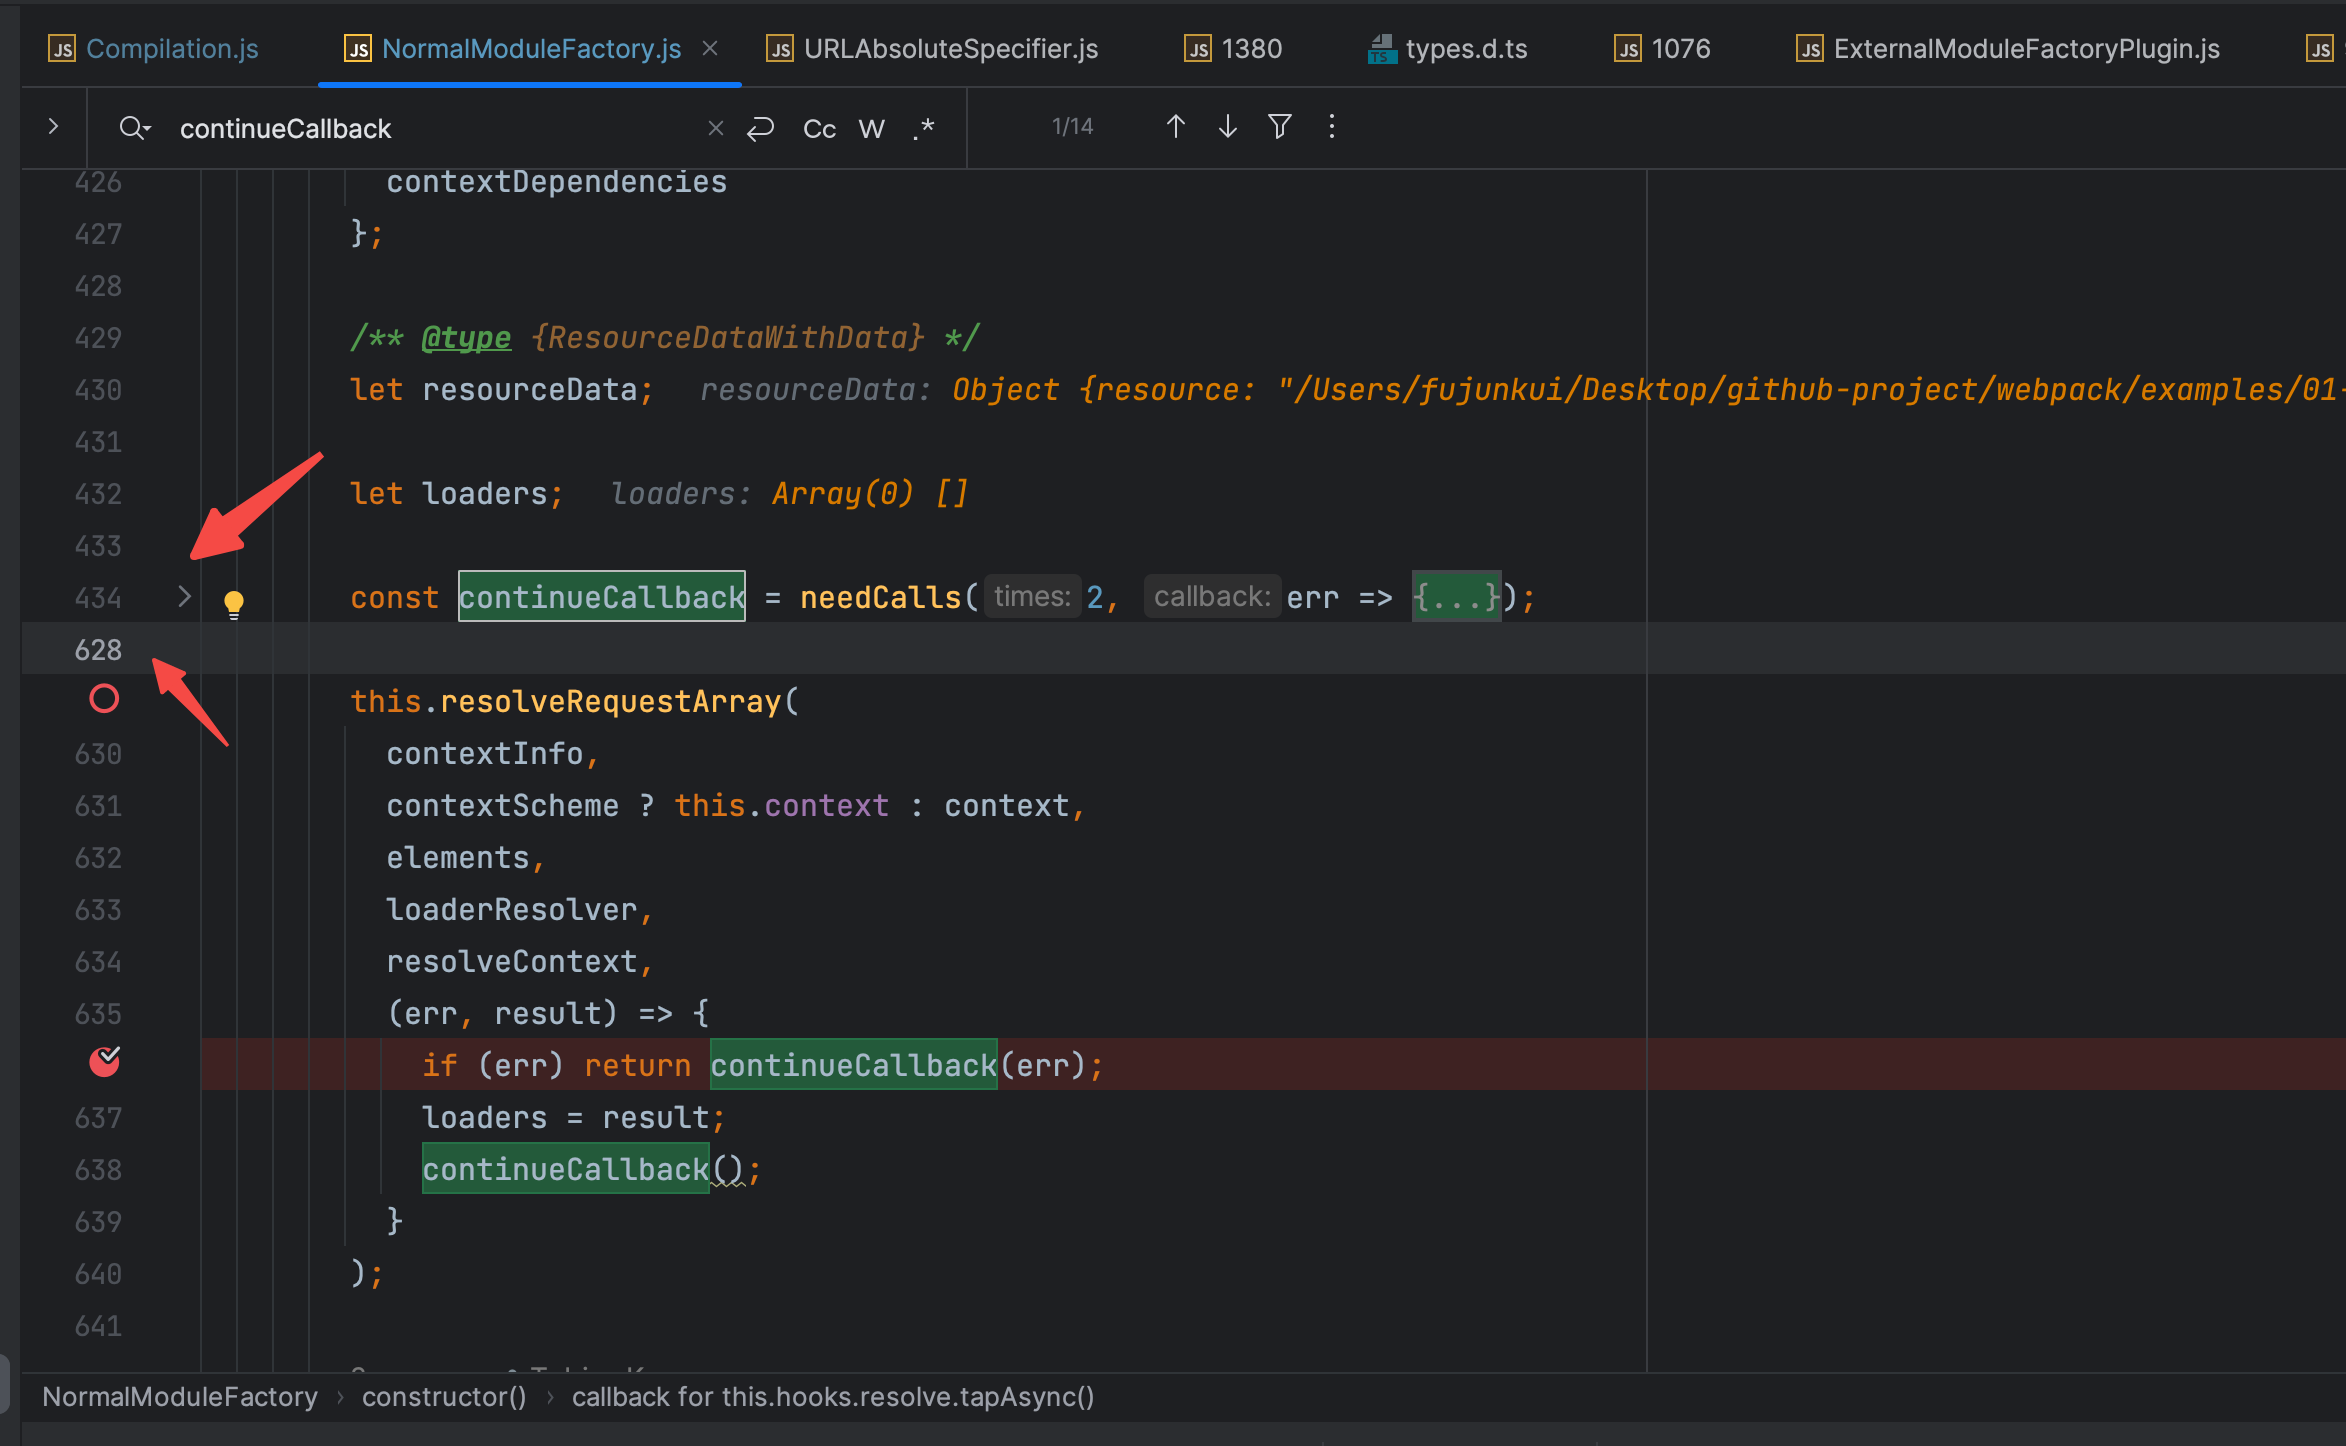 JS Compilation.js JS NormalModuleFactory.js × JS URLAbsoluteSpecifier.js JS 1380 TS types.d.ts JS 1076 JS ExternalModuleFactoryPlugin.js JS
continueCallback × Cc W .* 1/14
426 contextDependencies
427 };
428
429 /** @type {ResourceDataWithData} */
430 let resourceData; resourceData: Object {resource: "/Users/fujunkui/Desktop/github-project/webpack/examples/01-
431
432 let loaders; loaders: Array(0) []
433
434 const continueCallback = needCalls( times: 2, callback: err => {...});
628
this.resolveRequestArray(
630 contextInfo,
631 contextScheme ? this.context : context,
632 elements,
633 loaderResolver,
634 resolveContext,
635 (err, result) => {
if (err) return continueCallback(err);
637 loaders = result;
638 continueCallback();
639 }
640 );
641
NormalModuleFactory › constructor() › callback for this.hooks.resolve.tapAsync()